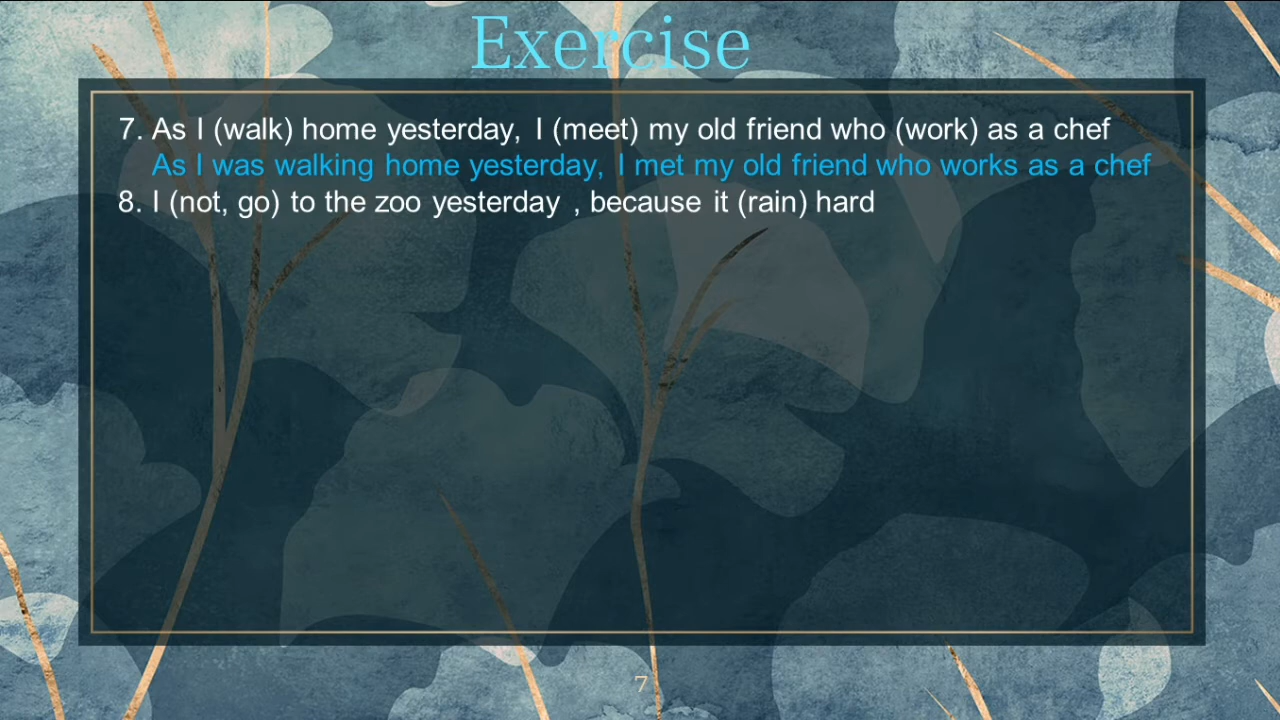 Exercise
7. As I (walk) home yesterday, I (meet) my old friend who (work) as a chef
As I was walking home yesterday, I met my old friend who works as a chef
8. I (not, go) to the zoo yesterday , because it (rain) hard
7